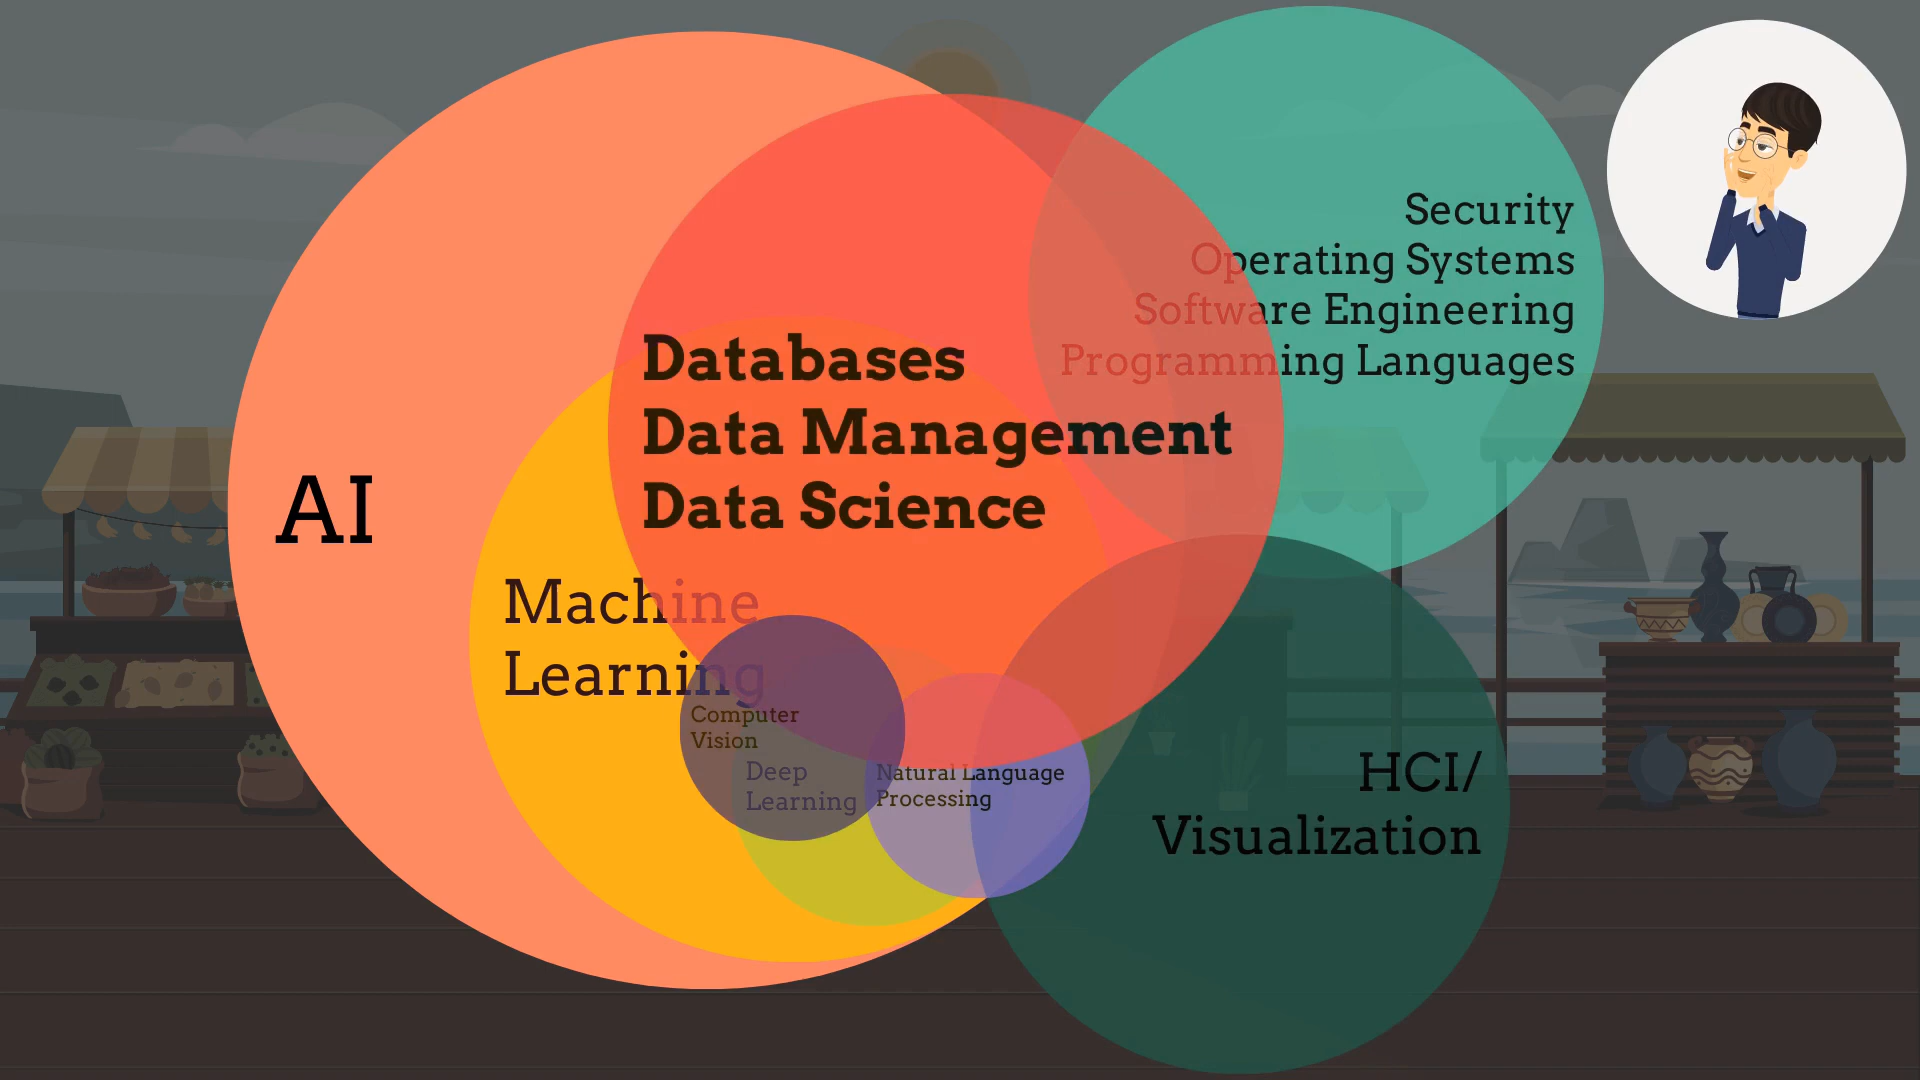 Security
Operating Systems
Software Engineering
Programming Languages
Databases
Data Management
Data Science
AI
Machine
Learning
Computer
Vision
Deep
Learning
Natural Language
Processing
HCI/
Visualization